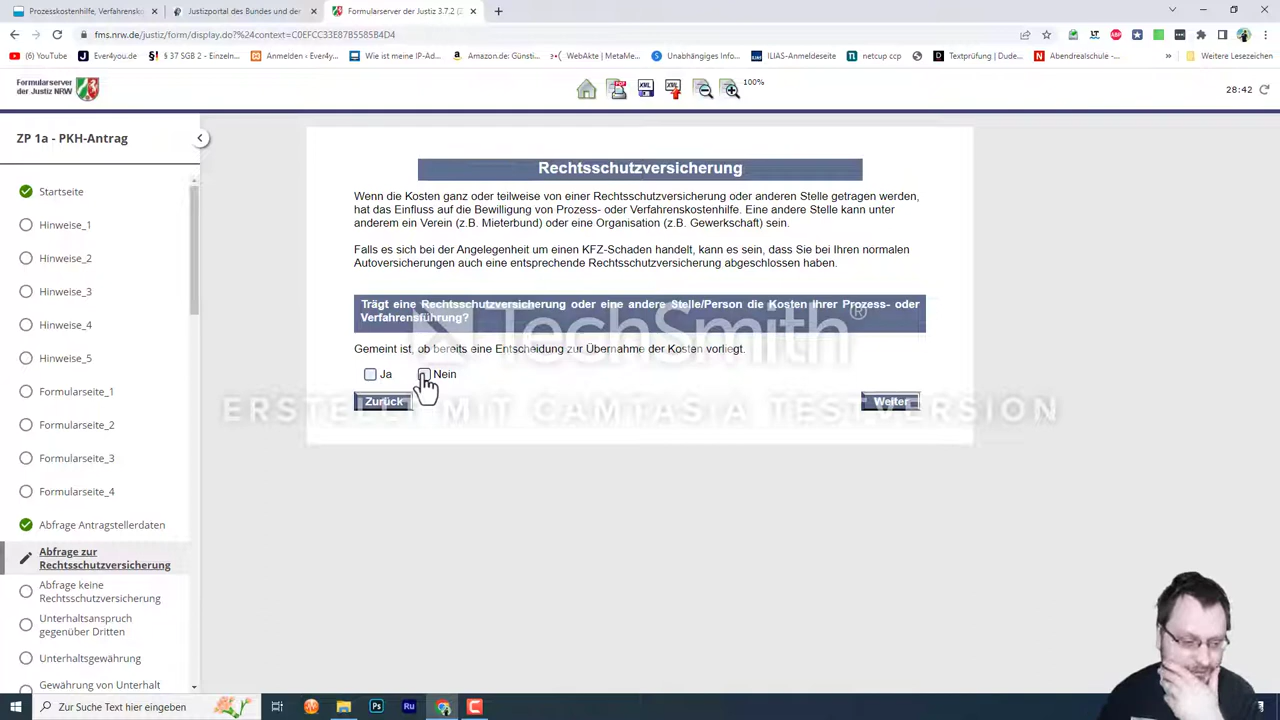 Prozesskostenhilfe, Verfahrensk
Justizportal des Bundes und der
Formularserver der Justiz 3.7.2 (
fms.nrw.de/justiz/form/display.do?%24context=C0EFCC33E87B5585B4D4
(6) YouTube
Ever4you.de
§ 37 SGB 2 - Einzeln...
Anmelden ‹ Ever4y...
Wie ist meine IP-Ad...
Amazon.de: Günsti...
WebAkte | MetaMe...
Unabhängiges Infor...
ILIAS-Anmeldeseite
netcup ccp
Textprüfung | Dude...
Abendrealschule -...
Weitere Lesezeichen
Formularserver
der Justiz NRW
100%
28:42
ZP 1a - PKH-Antrag
Startseite
Hinweise_1
Hinweise_2
Hinweise_3
Hinweise_4
Hinweise_5
Formularseite_1
Formularseite_2
Formularseite_3
Formularseite_4
Abfrage Antragstellerdaten
Abfrage zur
Rechtsschutzversicherung
Abfrage keine
Rechtsschutzversicherung
Unterhaltsanspruch
gegenüber Dritten
Unterhaltsgewährung
Gewährung von Unterhalt
Rechtsschutzversicherung
Wenn die Kosten ganz oder teilweise von einer Rechtsschutzversicherung oder anderen Stelle getragen werden,
hat das Einfluss auf die Bewilligung von Prozess- oder Verfahrenskostenhilfe. Eine andere Stelle kann unter
anderem ein Verein (z.B. Mieterbund) oder eine Organisation (z.B. Gewerkschaft) sein.
Falls es sich bei der Angelegenheit um einen KFZ-Schaden handelt, kann es sein, dass Sie bei Ihren normalen
Autoversicherungen auch eine entsprechende Rechtsschutzversicherung abgeschlossen haben.
Trägt eine Rechtsschutzversicherung oder eine andere Stelle/Person die Kosten Ihrer Prozess- oder
Verfahrensführung?
TechSmith®
Gemeint ist, ob bereits eine Entscheidung zur Übernahme der Kosten vorliegt.
Ja
Nein
Zurück
Weiter
ERSTELLT MIT CAMTASIA TESTVERSION
Zur Suche Text hier eingeben